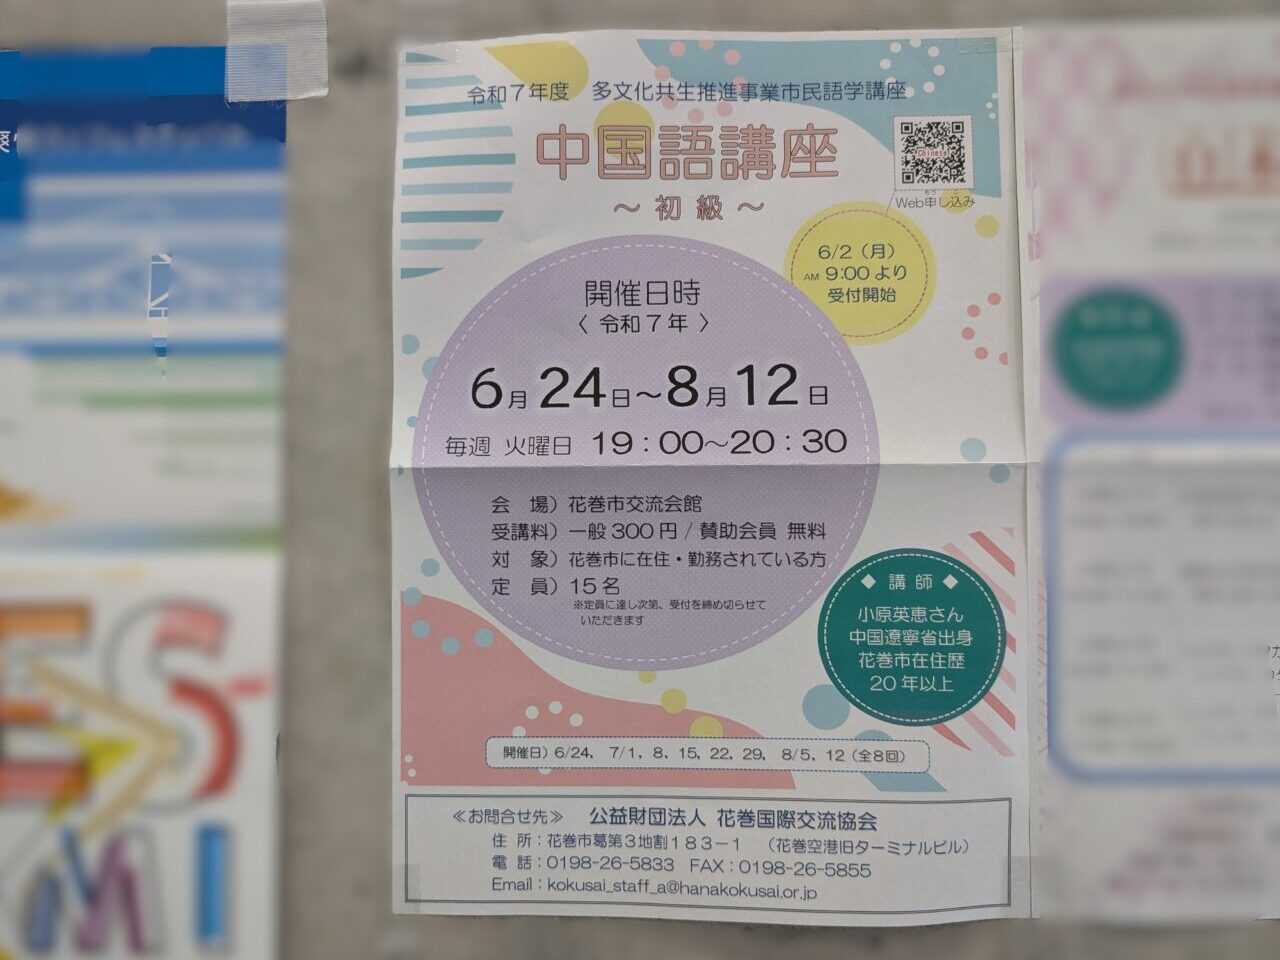 令和7年度　多文化共生推進事業市民語学講座
中国語講座
～ 初 級 ～
Chinese
Web申し込み
6/2（月）
AM 9:00 より
受付開始
開催日時
〈 令和7年 〉
6月24日～8月12日
毎週 火曜日 19：00～20：30
会　場）花巻市交流会館
受講料）一般300円 / 賛助会員 無料
対　象）花巻市に在住・勤務されている方
定　員）15名
※定員に達し次第、受付を締め切らせて
いただきます
◆ 講師 ◆
小原英恵さん
中国遼寧省出身
花巻市在住歴
20年以上
開催日）6/24， 7/1，8，15，22，29， 8/5，12（全8回）
≪お問合せ先≫　公益財団法人 花巻国際交流協会
住 所：花巻市葛第3地割183－1　（花巻空港旧ターミナルビル）
電 話：0198-26-5833　FAX：0198-26-5855
Email：kokusai_staff_a@hanakokusai.or.jp